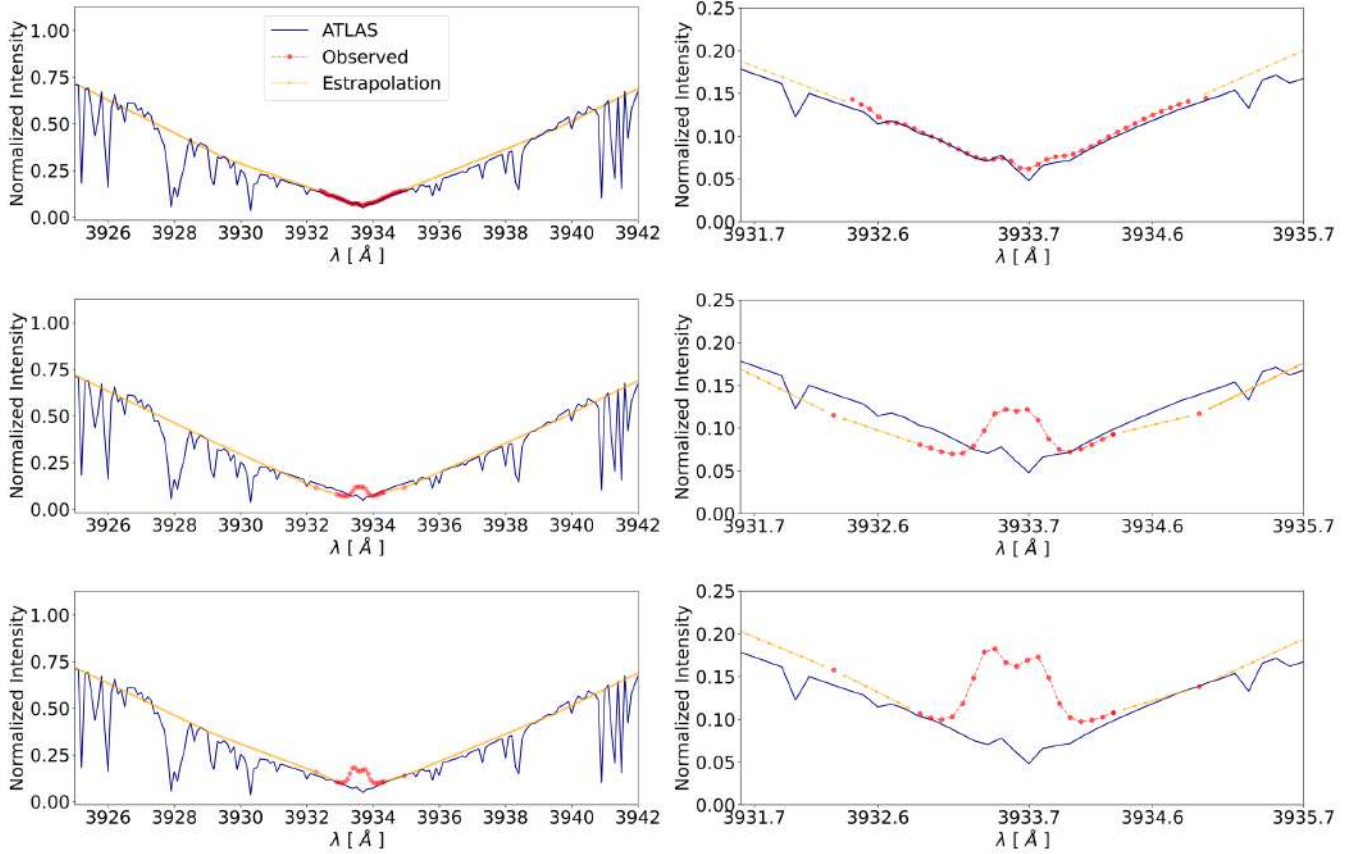 ATLAS
Observed
Estrapolation
Normalized Intensity
1.00
0.75
0.50
0.25
0.00
3926 3928 3930 3932 3934 3936 3938 3940 3942
λ [ Å ]
Normalized Intensity
0.25
0.20
0.15
0.10
0.05
0.00
3931.7 3932.6 3933.7 3934.6 3935.7
λ [ Å ]
Normalized Intensity
1.00
0.75
0.50
0.25
0.00
3926 3928 3930 3932 3934 3936 3938 3940 3942
λ [ Å ]
Normalized Intensity
0.25
0.20
0.15
0.10
0.05
0.00
3931.7 3932.6 3933.7 3934.6 3935.7
λ [ Å ]
Normalized Intensity
1.00
0.75
0.50
0.25
0.00
3926 3928 3930 3932 3934 3936 3938 3940 3942
λ [ Å ]
Normalized Intensity
0.25
0.20
0.15
0.10
0.05
0.00
3931.7 3932.6 3933.7 3934.6 3935.7
λ [ Å ]